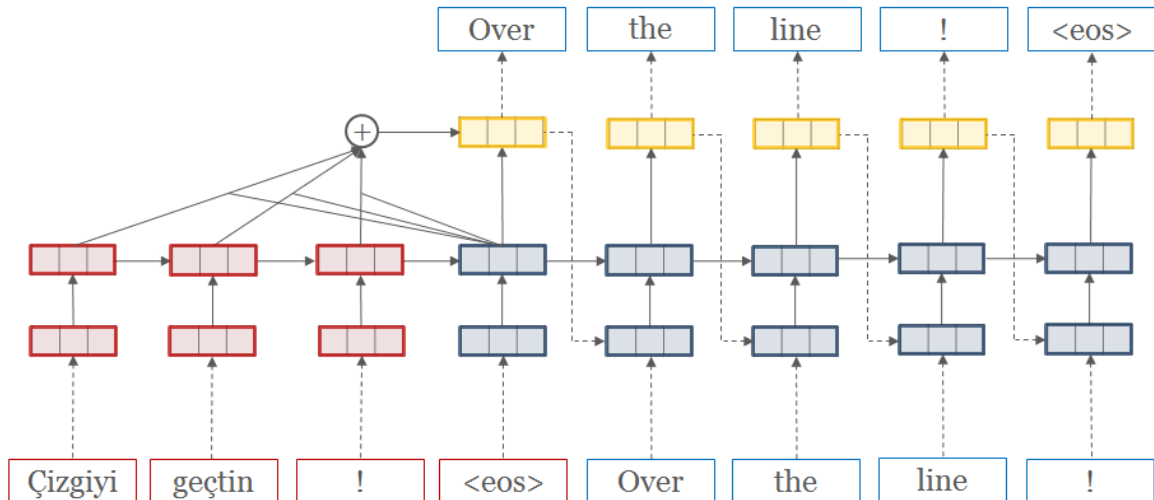 Over the line ! <eos>
+
Çizgiyi geçtin ! <eos> Over the line !